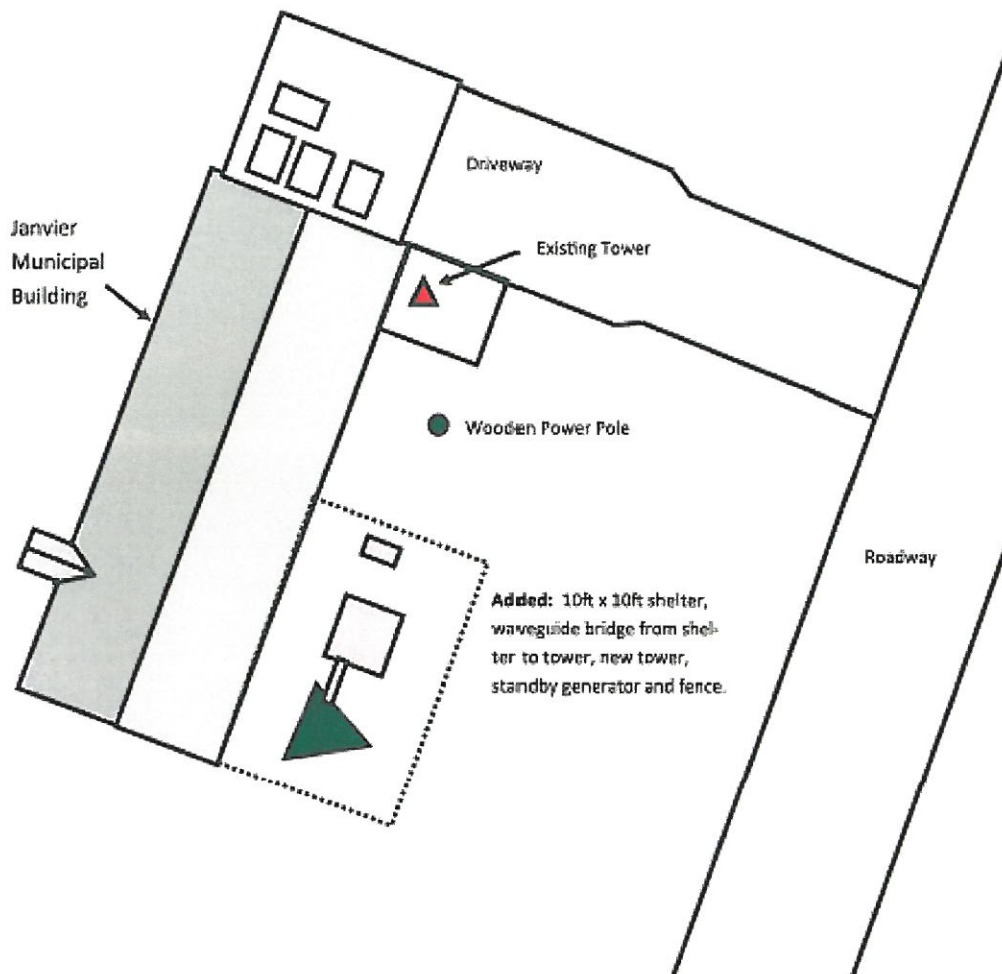 Driveway
Janvier
Municipal
Building
Existing Tower
Wooden Power Pole
Roadway
Added: 10ft x 10ft shelter,
waveguide bridge from shel-
ter to tower, new tower,
standby generator and fence.